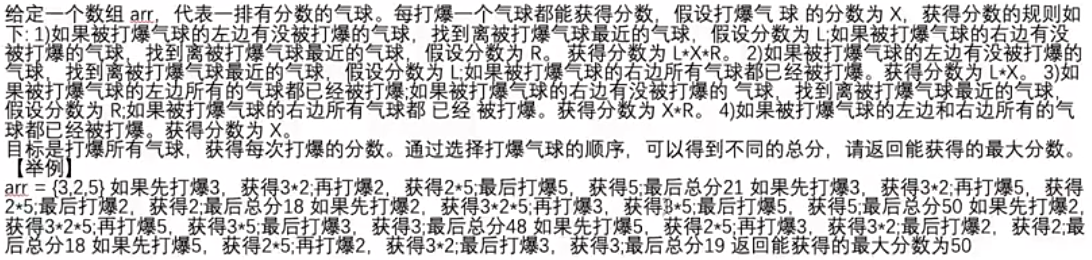 给定一个数组 arr，代表一排有分数的气球。每打爆一个气球都能获得分数，假设打爆气 球 的分数为 X，获得分数的规则如
下: 1)如果被打爆气球的左边有没被打爆的气球，找到离被打爆气球最近的气球，假设分数为 L;如果被打爆气球的右边有没
被打爆的气球，找到离被打爆气球最近的气球，假设分数为 R。获得分数为 L*X*R。 2)如果被打爆气球的左边有没被打爆的
气球，找到离被打爆气球最近的气球，假设分数为 L;如果被打爆气球的右边所有气球都已经被打爆。获得分数为 L*X。 3)如
果被打爆气球的左边所有的气球都已经被打爆;如果被打爆气球的右边有没被打爆的 气球，找到离被打爆气球最近的气球，
假设分数为 R;如果被打爆气球的右边所有气球都 已经 被打爆。获得分数为 X*R。 4)如果被打爆气球的左边和右边所有的气
球都已经被打爆。获得分数为 X。
目标是打爆所有气球，获得每次打爆的分数。通过选择打爆气球的顺序，可以得到不同的总分，请返回能获得的最大分数。
【举例】
arr = {3,2,5} 如果先打爆3，获得3*2;再打爆2，获得2*5;最后打爆5，获得5;最后总分21 如果先打爆3，获得3*2;再打爆5，获得
2*5;最后打爆2，获得2;最后总分18 如果先打爆2，获得3*2*5;再打爆3，获得3*5;最后打爆5，获得5;最后总分50 如果先打爆2，
获得3*2*5;再打爆5，获得3*5;最后打爆3，获得3;最后总分48 如果先打爆5，获得2*5;再打爆3，获得3*2;最后打爆2，获得2;最
后总分18 如果先打爆5，获得2*5;再打爆2，获得3*2;最后打爆3，获得3;最后总分19 返回能获得的最大分数为50